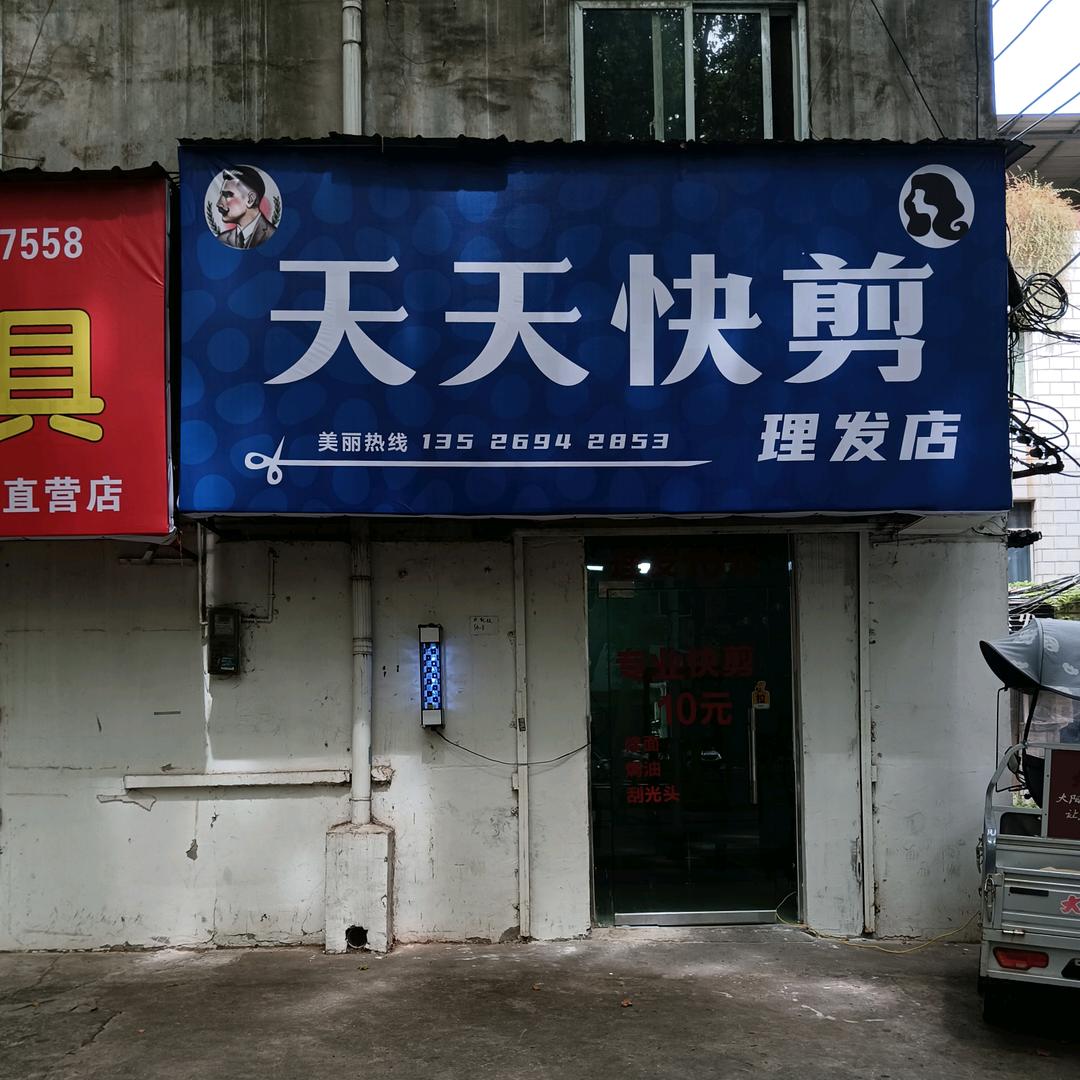 7558
具
直营店
天天快剪
美丽热线 135 2694 2853
理发店
专业快剪
10元
修面
焗油
刮光头